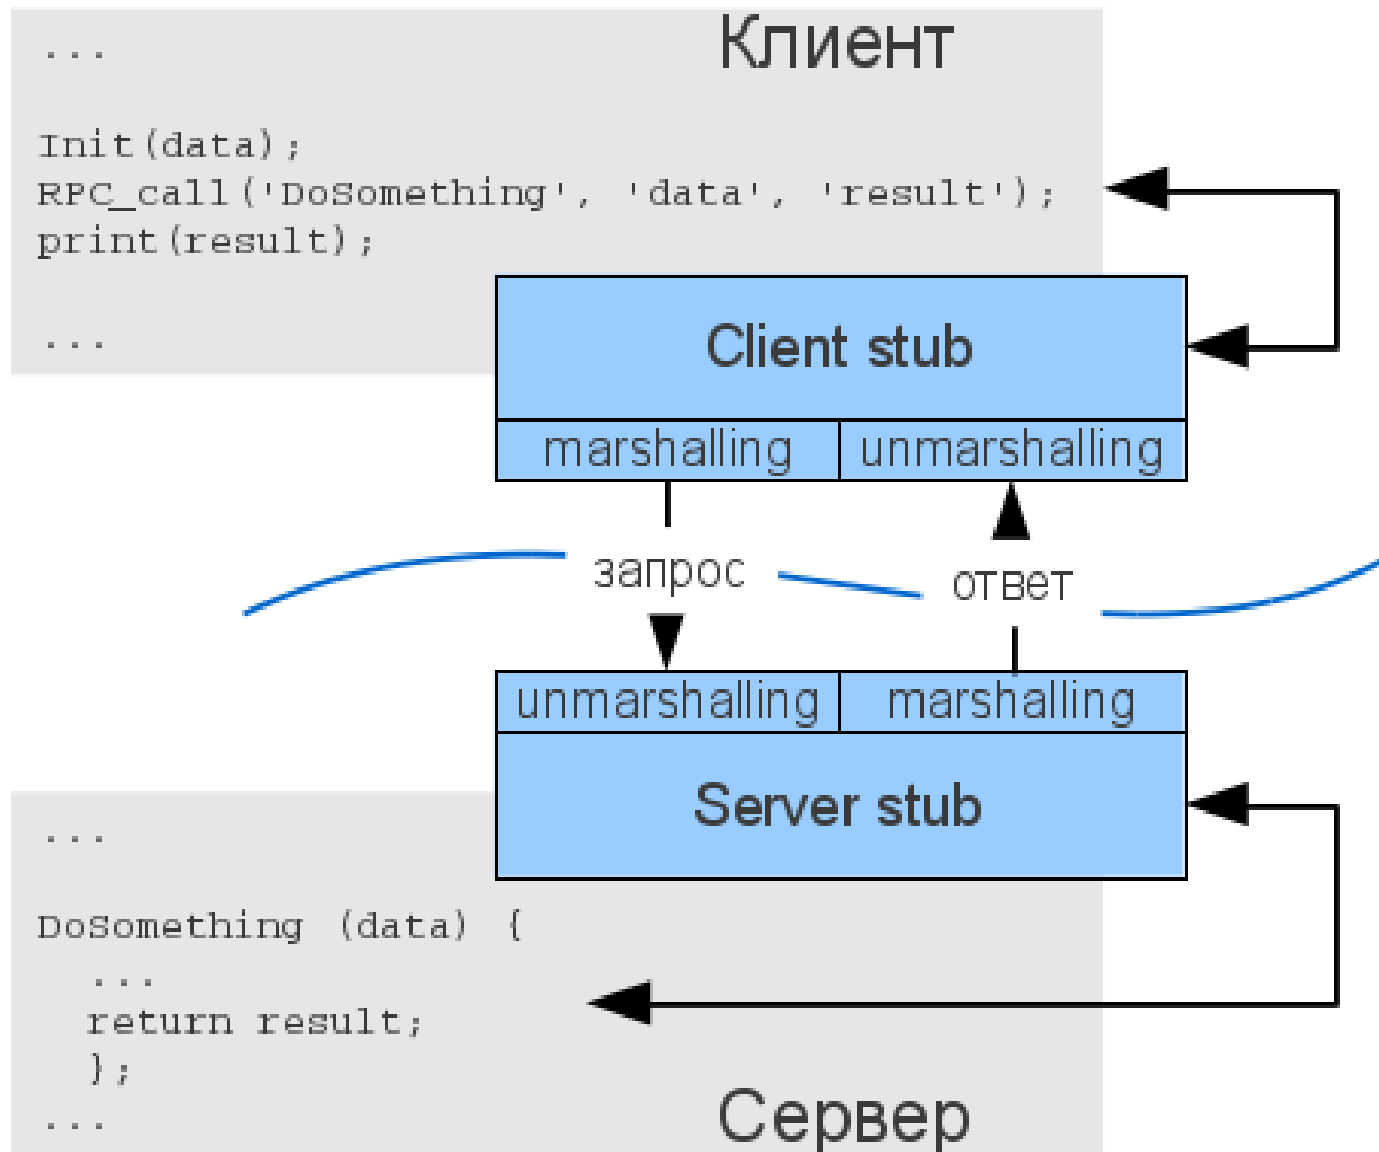 Клиент
...
Init(data);
RPC_call('DoSomething', 'data', 'result');
print(result);
...
Client stub
marshalling unmarshalling
запрос ответ
unmarshalling marshalling
Server stub
...
DoSomething (data) {
...
return result;
};
...
Сервер